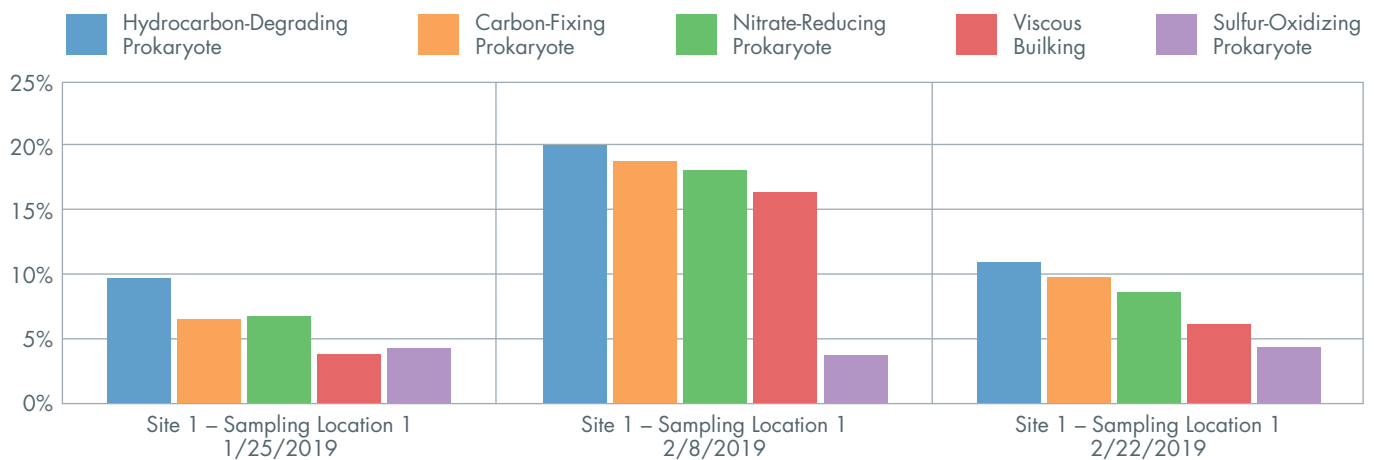 Hydrocarbon-Degrading
Prokaryote
Carbon-Fixing
Prokaryote
Nitrate-Reducing
Prokaryote
Viscous
Builking
Sulfur-Oxidizing
Prokaryote
25%
20%
15%
10%
5%
0%
Site 1 – Sampling Location 1
1/25/2019
Site 1 – Sampling Location 1
2/8/2019
Site 1 – Sampling Location 1
2/22/2019